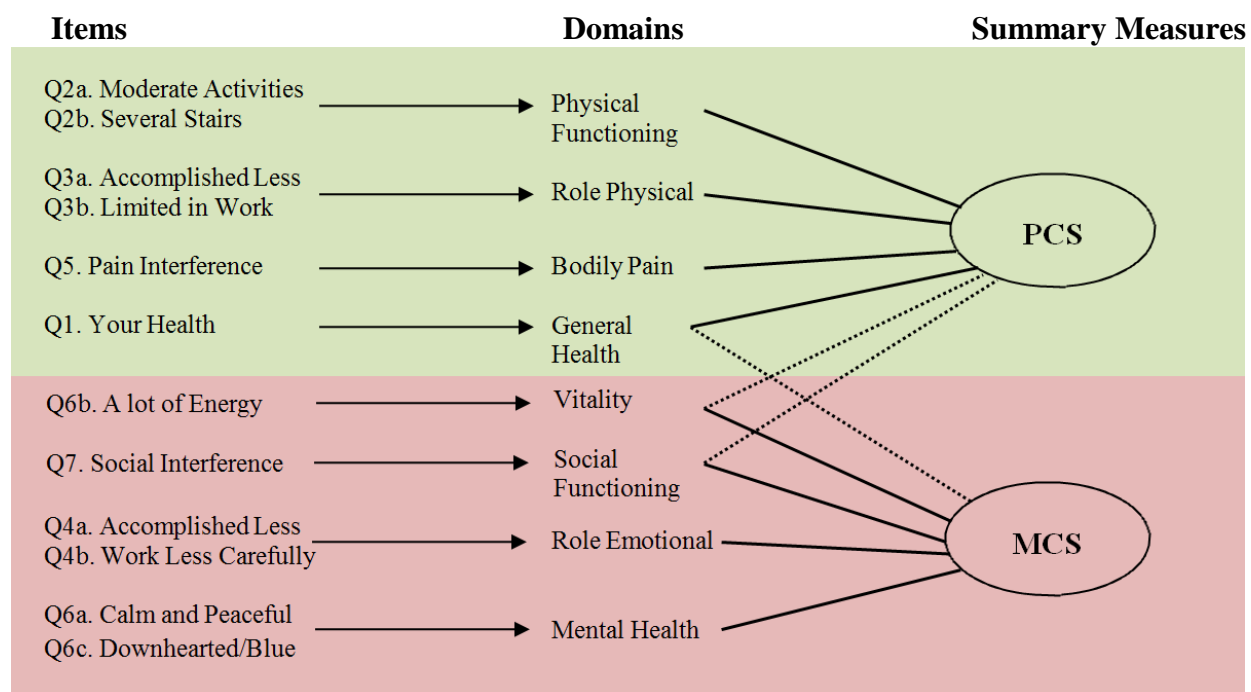 Items Domains Summary Measures
Q2a. Moderate Activities
Q2b. Several Stairs
Physical
Functioning
Q3a. Accomplished Less
Q3b. Limited in Work
Role Physical
PCS
Q5. Pain Interference
Bodily Pain
Q1. Your Health
General
Health
Q6b. A lot of Energy
Vitality
Q7. Social Interference
Social
Functioning
Q4a. Accomplished Less
Q4b. Work Less Carefully
Role Emotional
MCS
Q6a. Calm and Peaceful
Q6c. Downhearted/Blue
Mental Health